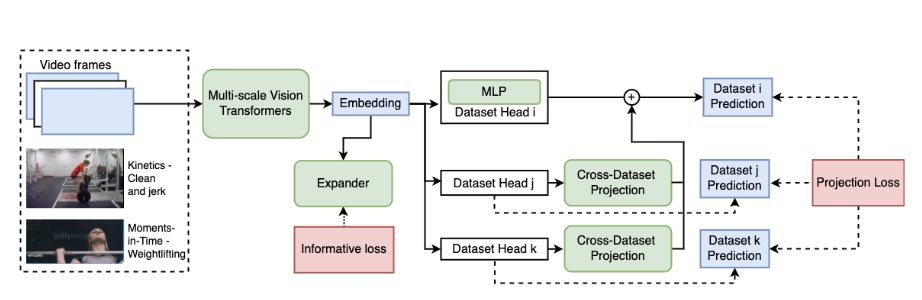 Video frames
Kinetics -
Clean
and jerk
Moments-
in-Time -
Weightlifting
Multi-scale Vision
Transformers
Embedding
Expander
Informative loss
MLP
Dataset Head i
Dataset Head j
Dataset Head k
Cross-Dataset
Projection
Cross-Dataset
Projection
+
Dataset i
Prediction
Dataset j
Prediction
Dataset k
Prediction
Projection Loss